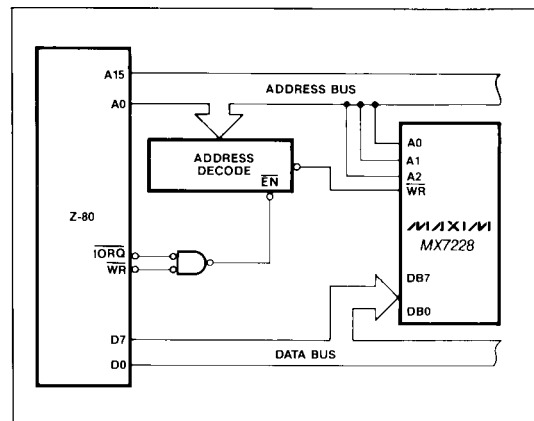 A15
ADDRESS BUS
A0
A0
ADDRESS
DECODE
EN
A1
A2
WR
Z-80
MAXIM
MX7228
IORQ
WR
DB7
DB0
D7
D0
DATA BUS